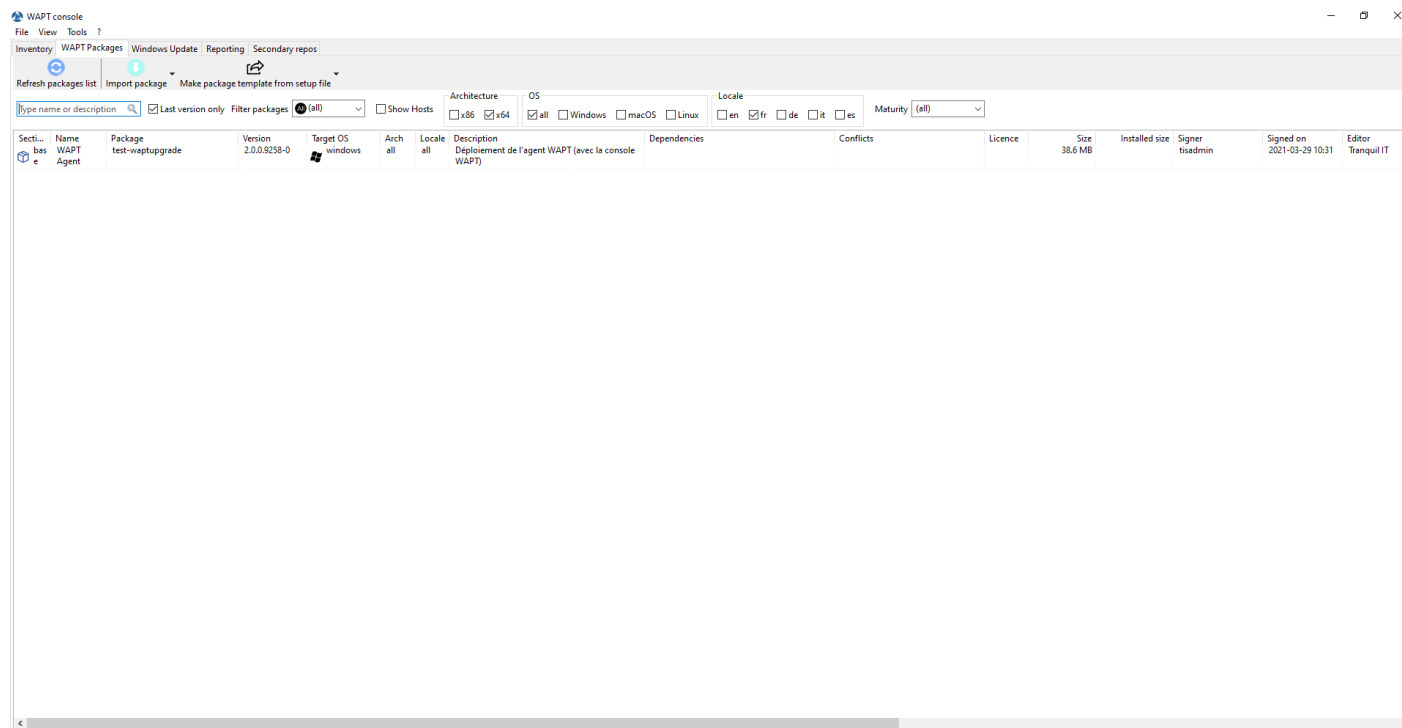 WAPT console
File View Tools ?
Inventory WAPT Packages Windows Update Reporting Secondary repos
Refresh packages list Import package Make package template from setup file
Type name or description Last version only Filter packages All (all) Show Hosts Architecture x86 x64 OS all Windows macOS Linux Locale en fr de it es Maturity (all)
Secti... Name Package Version Target OS Arch Locale Description Dependencies Conflicts Licence Size Installed size Signer Signed on Editor
bas WAPT test-waptupgrade 2.0.0.9258-0 windows all all Déploiement de l'agent WAPT (avec la console 38.6 MB tisadmin 2021-03-29 10:31 Tranquil IT
e Agent WAPT)